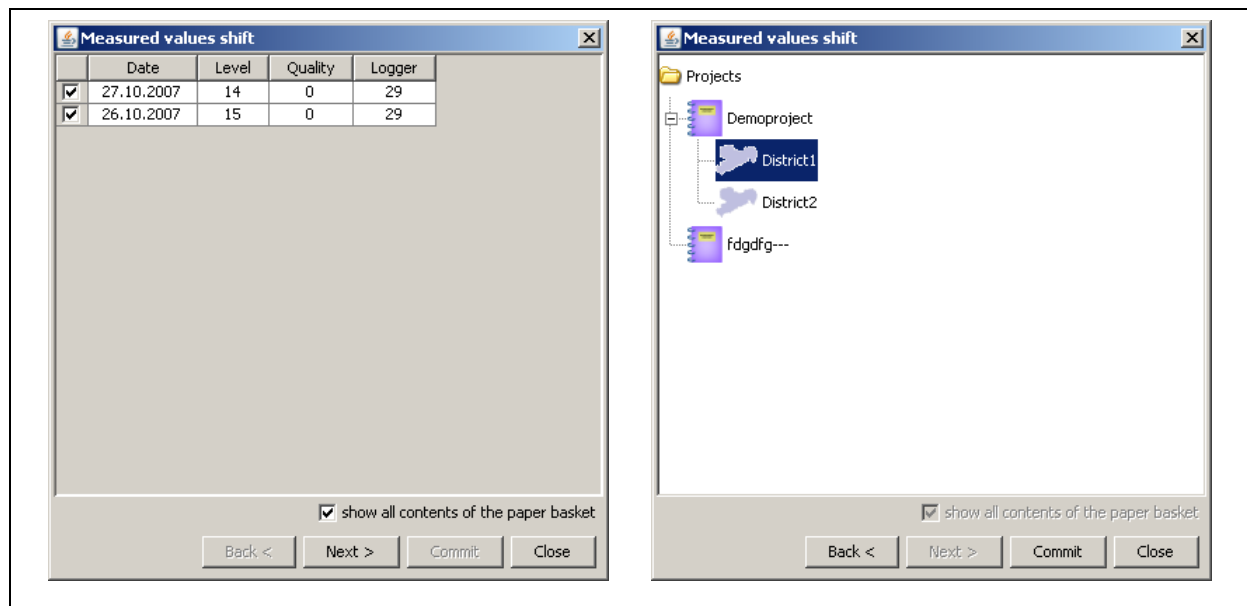 Measured values shift
Date Level Quality Logger
27.10.2007 14 0 29
26.10.2007 15 0 29
show all contents of the paper basket
Back < Next > Commit Close
Measured values shift
Projects
Demoproject
District1
District2
fdgdfg---
show all contents of the paper basket
Back < Next > Commit Close